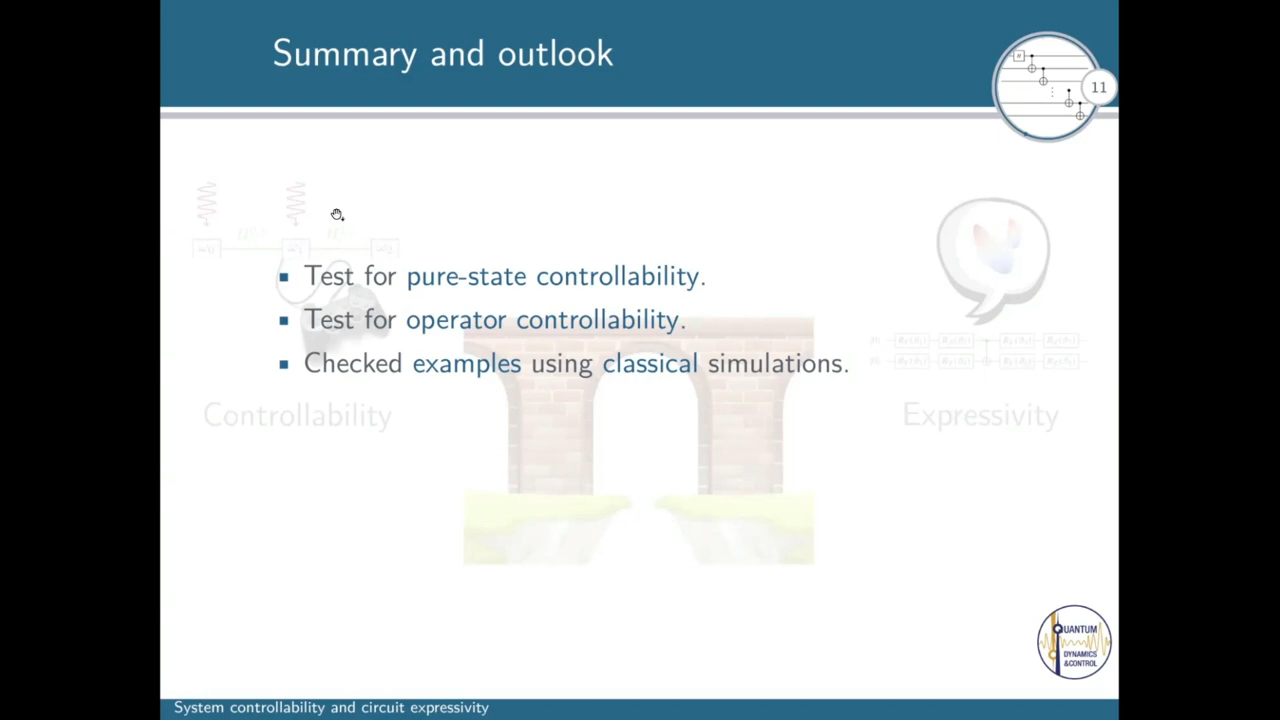 Summary and outlook
11
Test for pure-state controllability.
Test for operator controllability.
Checked examples using classical simulations.
Controllability
Expressivity
QUANTUM
DYNAMICS
&CONTROL
System controllability and circuit expressivity